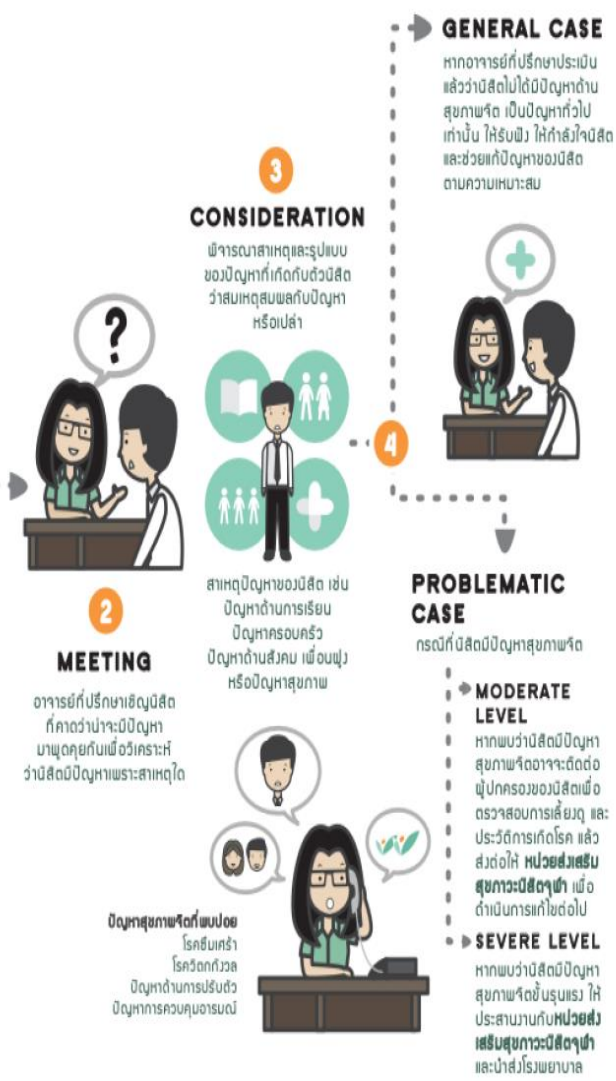 2
MEETING
อาจารย์ที่ปรึกษาเชิญนิสิต
ที่คาดว่าน่าจะมีปัญหา
มาพูดคุยกันเพื่อวิเคราะห์
ว่านิสิตมีปัญหาเพราะสาเหตุใด
?
3
CONSIDERATION
พิจารณาสาเหตุและรูปแบบ
ของปัญหาที่เกิดกับตัวนิสิต
ว่าสมเหตุสมผลกับปัญหา
หรือเปล่า
สาเหตุปัญหาของนิสิต เช่น
ปัญหาด้านการเรียน
ปัญหาครอบครัว
ปัญหาด้านสังคม เพื่อนฝูง
หรือปัญหาสุขภาพ
4
GENERAL CASE
หากอาจารย์ที่ปรึกษาประเมิน
แล้วว่านิสิตไม่ได้มีปัญหาด้าน
สุขภาพจิต เป็นปัญหาทั่วไป
เท่านั้น ให้รับฟัง ให้กำลังใจนิสิต
และช่วยแก้ปัญหาของนิสิต
ตามความเหมาะสม
PROBLEMATIC
CASE
กรณีที่นิสิตมีปัญหาสุขภาพจิต
MODERATE
LEVEL
หากพบว่านิสิตมีปัญหา
สุขภาพจิตอาจจะติดต่อ
ผู้ปกครองของนิสิตเพื่อ
ตรวจสอบการเลี้ยงดู และ
ประวัติการเกิดโรค แล้ว
ส่งต่อให้ หน่วยส่งเสริม
สุขภาวะนิสิตจุฬาฯ เพื่อ
ดำเนินการแก้ไขต่อไป
SEVERE LEVEL
หากพบว่านิสิตมีปัญหา
สุขภาพจิตขั้นรุนแรง ให้
ประสานงานกับหน่วยส่ง
เสริมสุขภาวะนิสิตจุฬาฯ
และนำส่งโรงพยาบาล
ปัญหาสุขภาพจิตที่พบบ่อย
โรคซึมเศร้า
โรควิตกกังวล
ปัญหาด้านการปรับตัว
ปัญหาการควบคุมอารมณ์